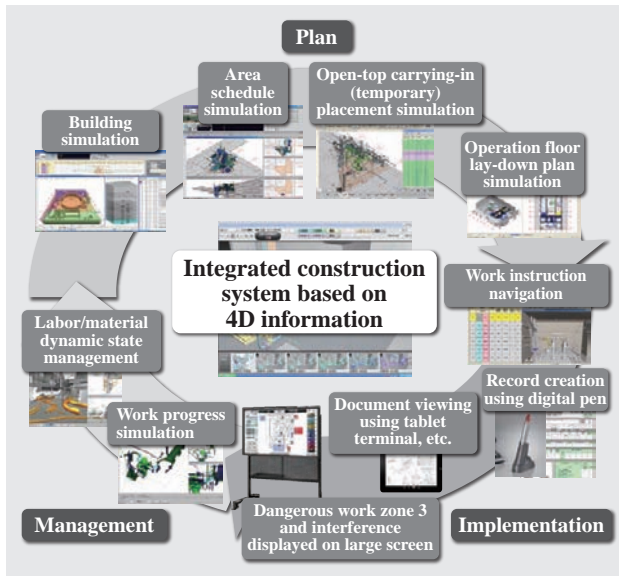 Plan
Area
schedule
simulation
Open-top carrying-in
(temporary)
placement simulation
Building
simulation
Operation floor
lay-down plan
simulation
Integrated construction
system based on
4D information
Work instruction
navigation
Labor/material
dynamic state
management
Record creation
using digital pen
Document viewing
using tablet
terminal, etc.
Work progress
simulation
Dangerous work zone 3
and interference
displayed on large screen
Management
Implementation